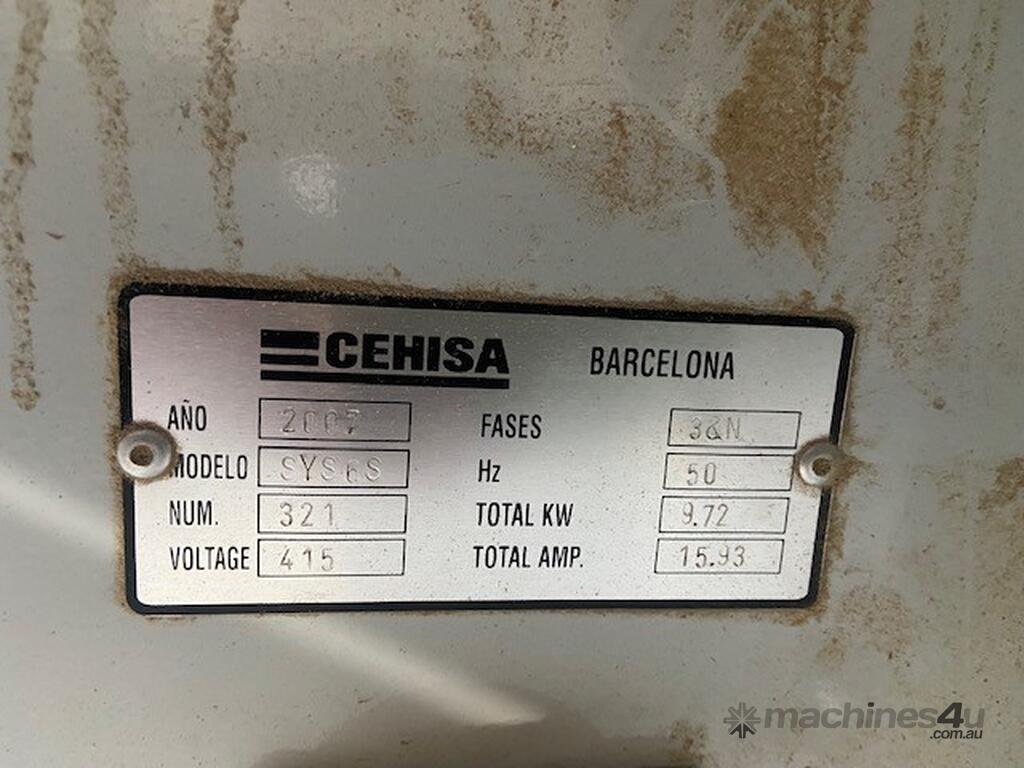 CEHISA BARCELONA
AÑO 2007 FASES 3&N
MODELO SYS6S Hz 50
NUM. 321 TOTAL KW 9.72
VOLTAGE 415 TOTAL AMP. 15.93
machines4u
.com.au